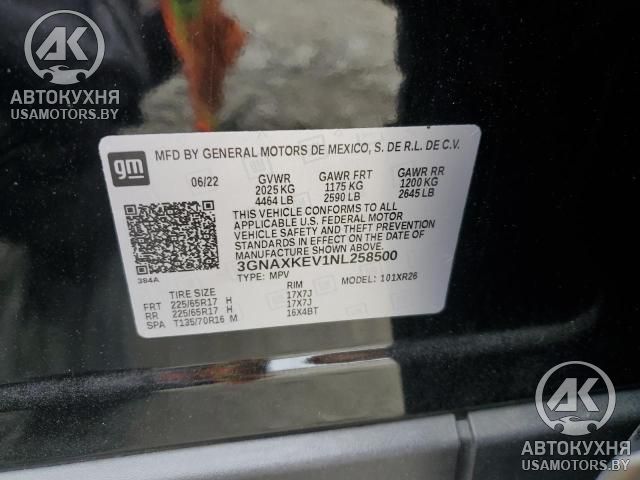 AK
АВТОКУХНЯ
USAMOTORS.BY
gm
MFD BY GENERAL MOTORS DE MEXICO, S. DE R.L. DE C.V.
06/22 GVWR GAWR FRT GAWR RR
2025 KG 1175 KG 1200 KG
4464 LB 2590 LB 2645 LB
THIS VEHICLE CONFORMS TO ALL
APPLICABLE U.S. FEDERAL MOTOR
VEHICLE SAFETY AND THEFT PREVENTION
STANDARDS IN EFFECT ON THE DATE OF
MANUFACTURE SHOWN ABOVE.
3GNAXKEV1NL258500
384A TYPE: MPV MODEL: 101XR26
TIRE SIZE RIM
FRT 225/65R17 H 17X7J
RR 225/65R17 H 17X7J
SPA T135/70R16 M 16X4BT
AK
АВТОКУХНЯ
USAMOTORS.BY